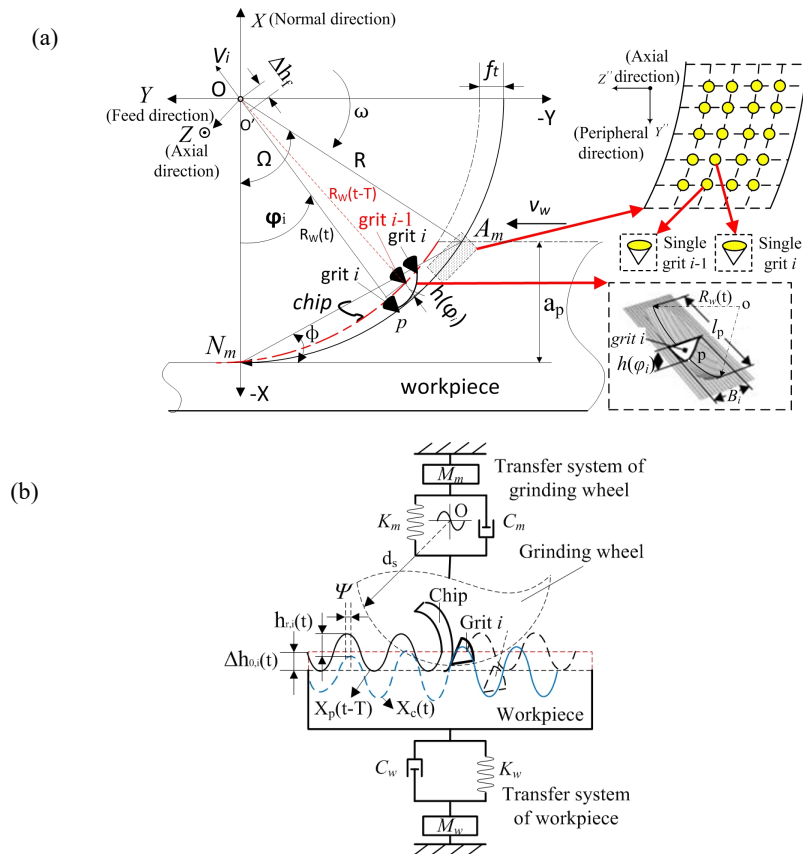 (a)
X (Normal direction)
Vi
Δhf
O
Y
(Feed direction)
O'
Z
(Axial
direction)
ω
ft
-Y
Ω
R
φi
RW(t-T)
RW(t)
grit i-1
grit i
Am
vw
grit i
chip
p
h(φi)
ap
ϕ
Nm
-X
workpiece
(Axial
direction)
Z''
Y''
(Peripheral
direction)
Single
grit i-1
Single
grit i
Rw(t)
o
lp
grit i
p
h(φi)
Bi
(b)
Mm
Transfer system of
grinding wheel
Km
O
Cm
ds
Grinding wheel
Ψ
Chip
hr,i(t)
Grit i
Δh0,i(t)
Xp(t-T)
Xc(t)
Workpiece
Cw
Kw
Transfer system
of workpiece
Mw